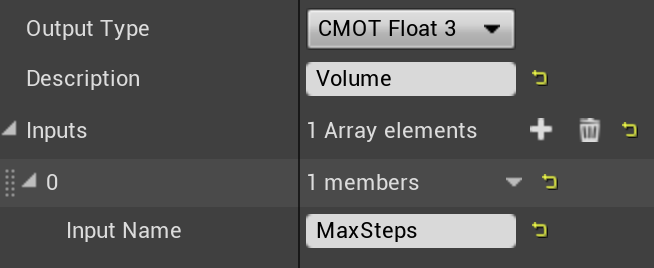 Output Type CMOT Float 3
Description Volume
Inputs 1 Array elements
0 1 members
Input Name MaxSteps